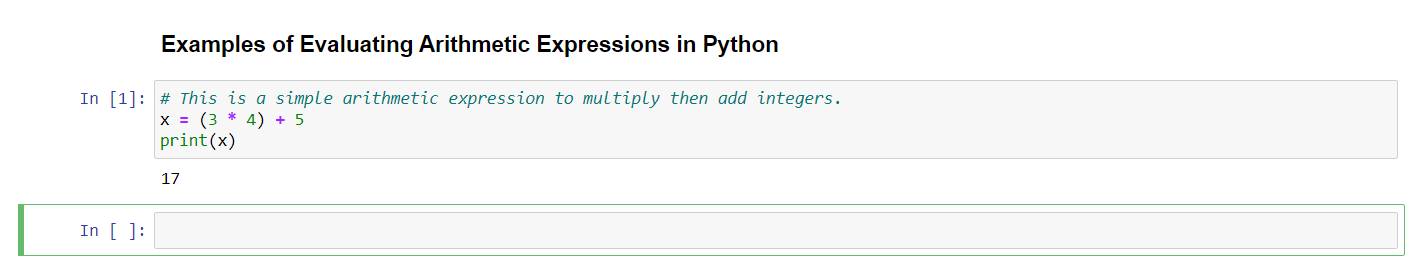 Examples of Evaluating Arithmetic Expressions in Python
In [1]: # This is a simple arithmetic expression to multiply then add integers.
x = (3 * 4) + 5
print(x)
17
In [ ]: